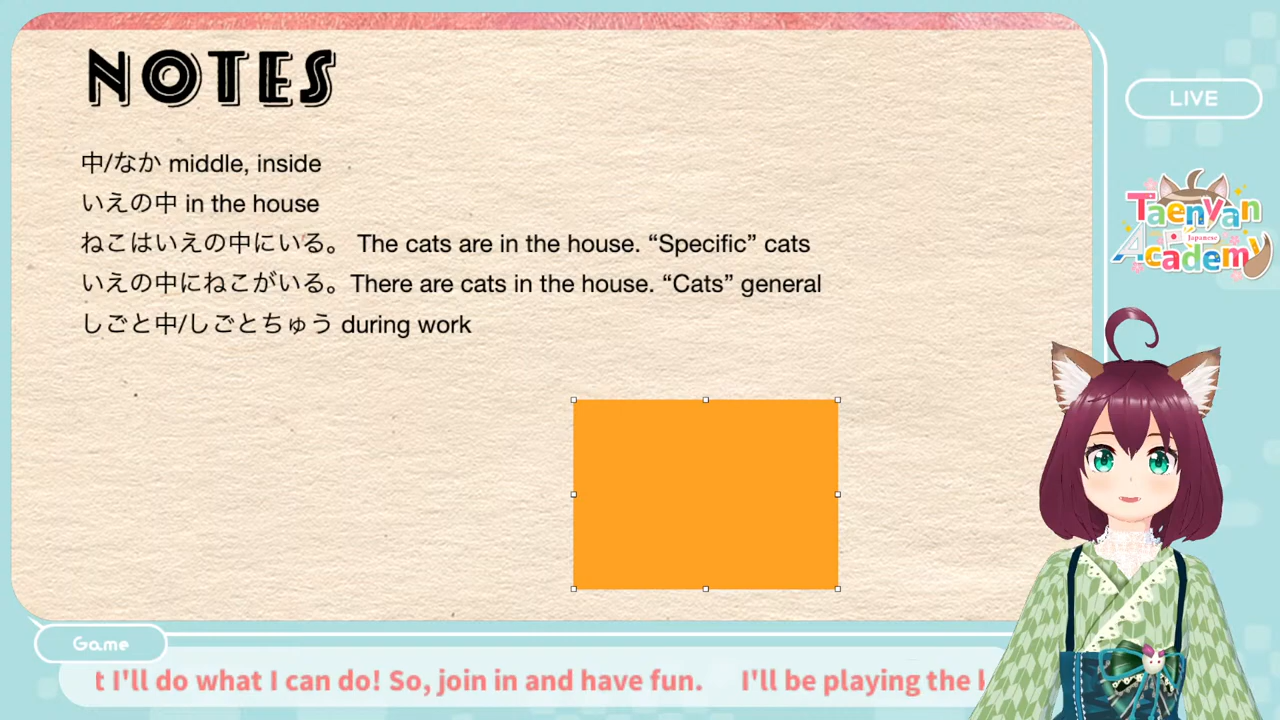 NOTES
中/なか middle, inside
いえの中 in the house
ねこはいえの中にいる。 The cats are in the house. “Specific” cats
いえの中にねこがいる。There are cats in the house. “Cats” general
しごと中/しごとちゅう during work
LIVE
Taenyan
Japanese
Academy
Game
t I'll do what I can do! So, join in and have fun. I'll be playing the